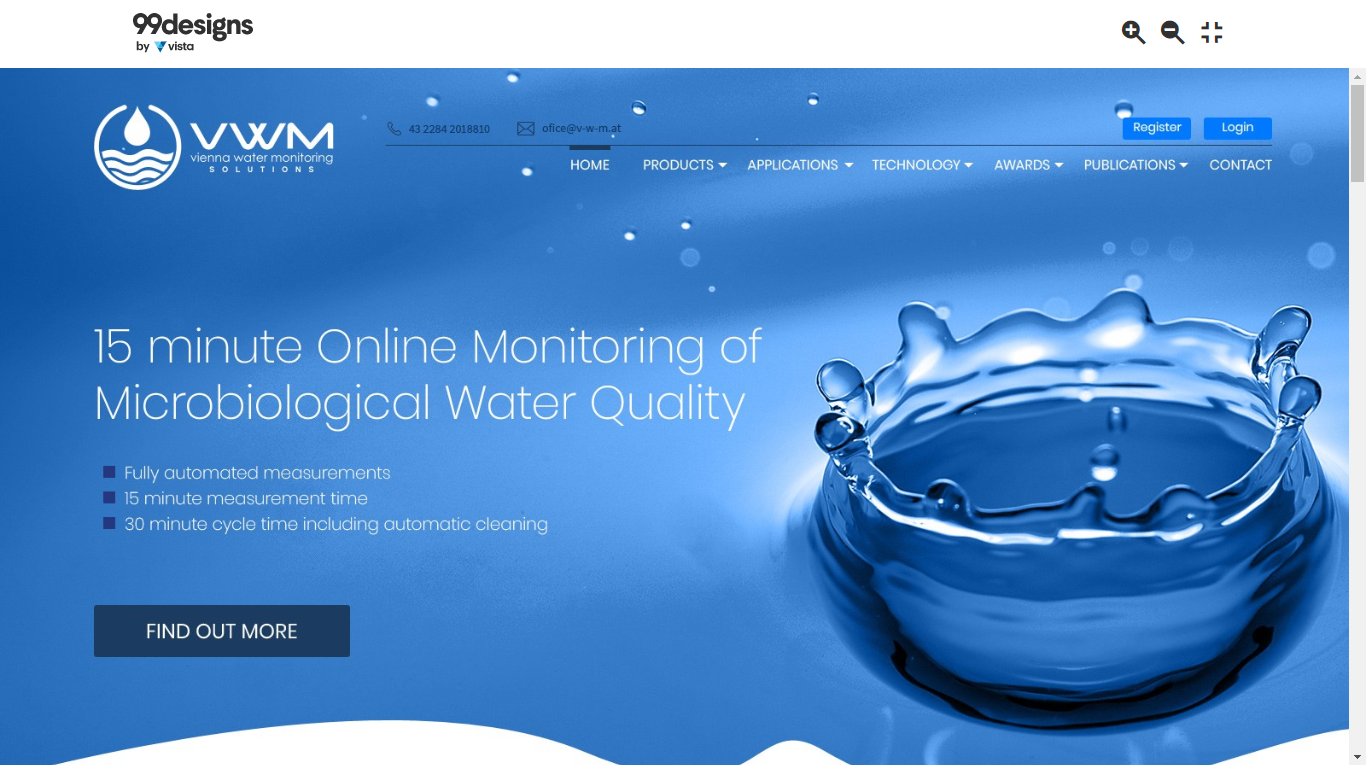 99designs
by vista
VWM
vienna water monitoring
SOLUTIONS
43 2284 2018810
ofice@v-w-m.at
Register
Login
HOME
PRODUCTS
APPLICATIONS
TECHNOLOGY
AWARDS
PUBLICATIONS
CONTACT
15 minute Online Monitoring of
Microbiological Water Quality
Fully automated measurements
15 minute measurement time
30 minute cycle time including automatic cleaning
FIND OUT MORE